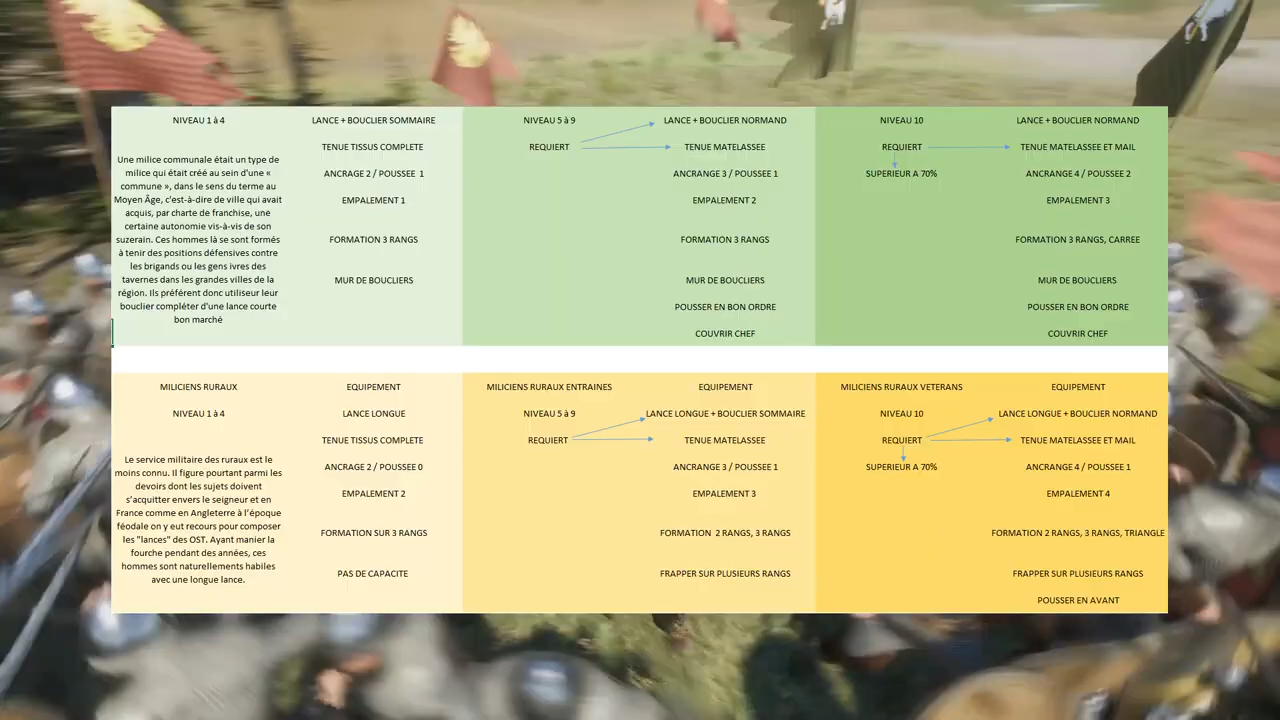 NIVEAU 1 à 4
Une milice communale était un type de
milice qui était créé au sein d'une «
commune », dans le sens du terme au
Moyen Âge, c'est-à-dire de ville qui avait
acquis, par charte de franchise, une
certaine autonomie vis-à-vis de son
suzerain. Ces hommes là se sont formés
à tenir des positions défensives contre
les brigands ou les gens ivres des
tavernes dans les grandes villes de la
région. Ils préférent donc utiliseur leur
bouclier compléter d'une lance courte
bon marché
LANCE + BOUCLIER SOMMAIRE
TENUE TISSUS COMPLETE
ANCRAGE 2 / POUSSEE 1
EMPALEMENT 1
FORMATION 3 RANGS
MUR DE BOUCLIERS
NIVEAU 5 à 9
REQUIERT
LANCE + BOUCLIER NORMAND
TENUE MATELASSEE
ANCRANGE 3 / POUSSEE 1
EMPALEMENT 2
FORMATION 3 RANGS
MUR DE BOUCLIERS
POUSSER EN BON ORDRE
COUVRIR CHEF
NIVEAU 10
REQUIERT
SUPERIEUR A 70%
LANCE + BOUCLIER NORMAND
TENUE MATELASSEE ET MAIL
ANCRANGE 4 / POUSSEE 2
EMPALEMENT 3
FORMATION 3 RANGS, CARREE
MUR DE BOUCLIERS
POUSSER EN BON ORDRE
COUVRIR CHEF
MILICIENS RURAUX
NIVEAU 1 à 4
Le service militaire des ruraux est le
moins connu. Il figure pourtant parmi les
devoirs dont les sujets doivent
s'acquitter envers le seigneur et en
France comme en Angleterre à l'époque
féodale on y eut recours pour composer
les "lances" des OST. Ayant manier la
fourche pendant des années, ces
hommes sont naturellement habiles
avec une longue lance.
EQUIPEMENT
LANCE LONGUE
TENUE TISSUS COMPLETE
ANCRAGE 2 / POUSSEE 0
EMPALEMENT 2
FORMATION SUR 3 RANGS
PAS DE CAPACITE
MILICIENS RURAUX ENTRAINES
NIVEAU 5 à 9
REQUIERT
EQUIPEMENT
LANCE LONGUE + BOUCLIER SOMMAIRE
TENUE MATELASSEE
ANCRAGE 3 / POUSSEE 1
EMPALEMENT 3
FORMATION 2 RANGS, 3 RANGS
FRAPPER SUR PLUSIEURS RANGS
MILICIENS RURAUX VETERANS
NIVEAU 10
REQUIERT
SUPERIEUR A 70%
EQUIPEMENT
LANCE LONGUE + BOUCLIER NORMAND
TENUE MATELASSEE ET MAIL
ANCRAGE 4 / POUSSEE 1
EMPALEMENT 4
FORMATION 2 RANGS, 3 RANGS, TRIANGLE
FRAPPER SUR PLUSIEURS RANGS
POUSSER EN AVANT